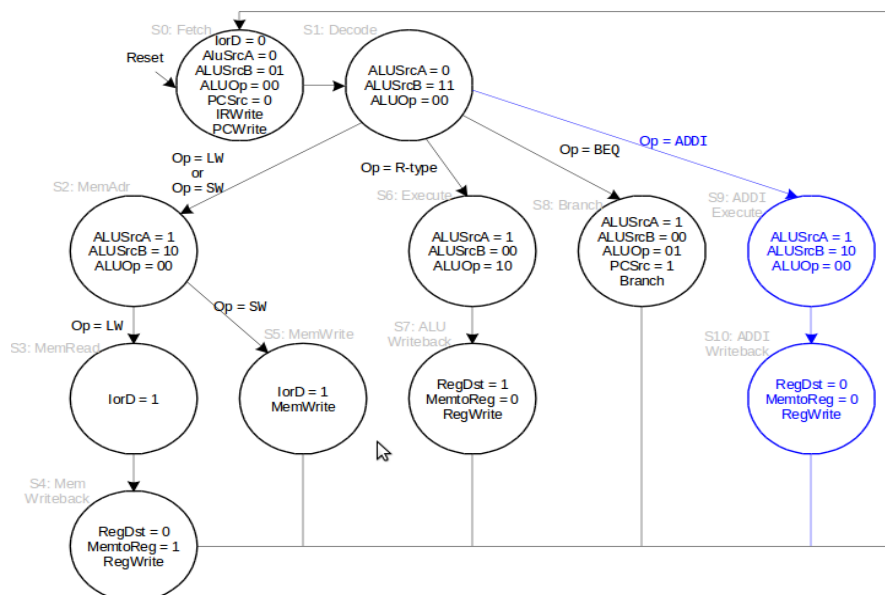 S0: Fetch
IorD = 0
AluSrcA = 0
ALUSrcB = 01
ALUOp = 00
PCSrc = 0
IRWrite
PCWrite
Reset
S1: Decode
ALUSrcA = 0
ALUSrcB = 11
ALUOp = 00
Op = LW
or
Op = SW
Op = R-type
Op = BEQ
Op = ADDI
S2: MemAdr
ALUSrcA = 1
ALUSrcB = 10
ALUOp = 00
S6: Execute
ALUSrcA = 1
ALUSrcB = 00
ALUOp = 10
S8: Branch
ALUSrcA = 1
ALUSrcB = 00
ALUOp = 01
PCSrc = 1
Branch
S9: ADDI
Execute
ALUSrcA = 1
ALUSrcB = 10
ALUOp = 00
Op = LW
Op = SW
S3: MemRead
IorD = 1
S5: MemWrite
IorD = 1
MemWrite
S7: ALU
Writeback
RegDst = 1
MemtoReg = 0
RegWrite
S10: ADDI
Writeback
RegDst = 0
MemtoReg = 0
RegWrite
S4: Mem
Writeback
RegDst = 0
MemtoReg = 1
RegWrite